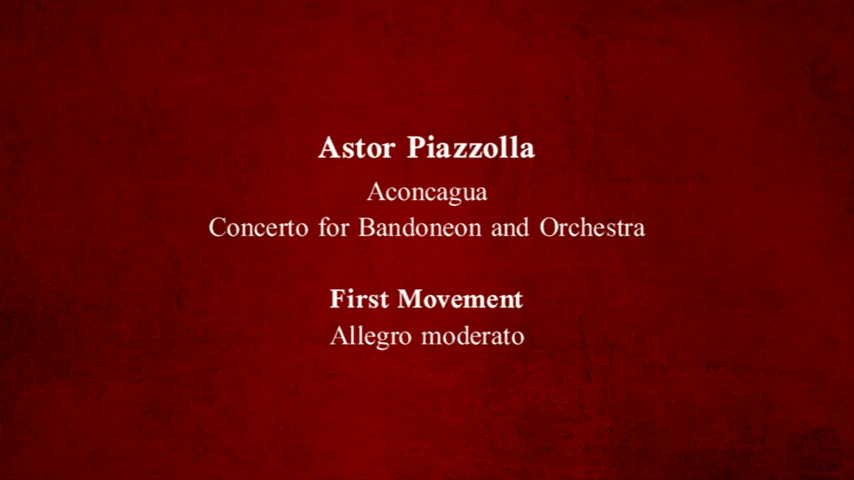 Astor Piazzolla
Aconcagua
Concerto for Bandoneon and Orchestra
First Movement
Allegro moderato